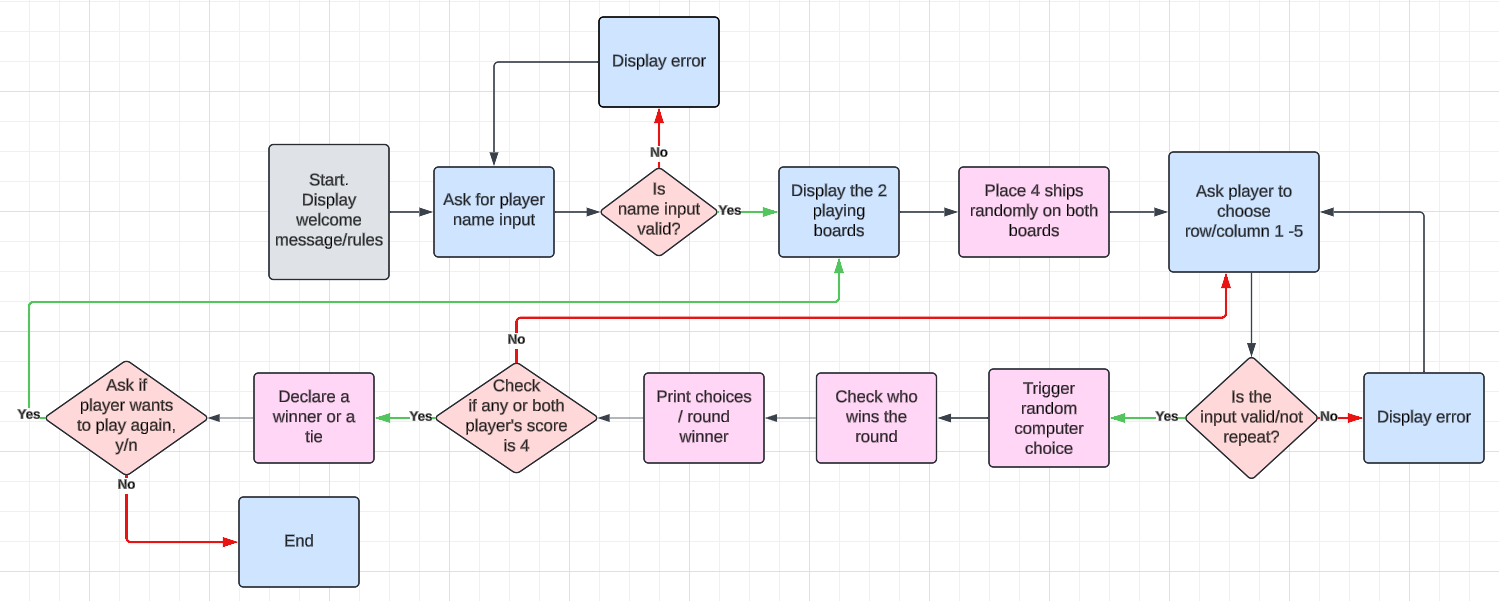 Display error
No
Start.
Display
welcome
message/rules
Ask for player
name input
Is
name input
valid?
Yes
Display the 2
playing
boards
Place 4 ships
randomly on both
boards
Ask player to
choose
row/column 1 -5
No
Ask if
player wants
to play again,
y/n
Yes
No
Declare a
winner or a
tie
Yes
Check
if any or both
player's score
is 4
Print choices
/ round
winner
Check who
wins the
round
Trigger
random
computer
choice
Yes
Is the
input valid/not
repeat?
No
Display error
End